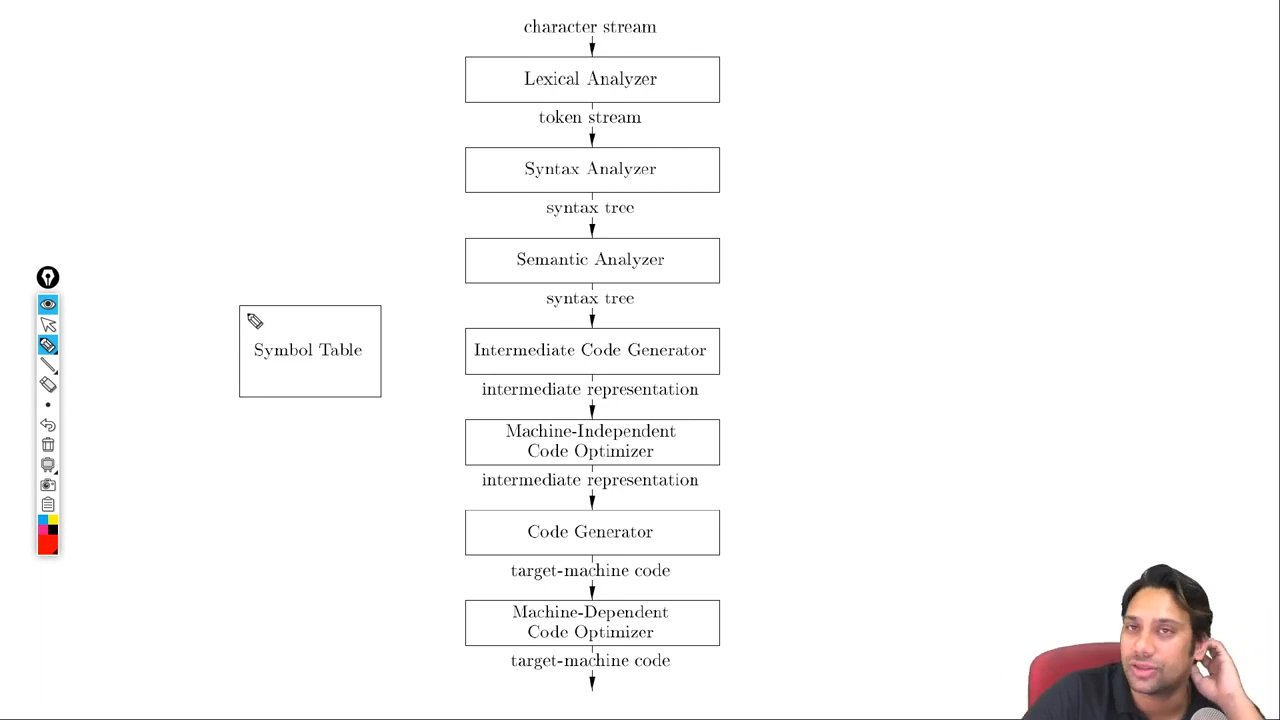 character stream
Lexical Analyzer
token stream
Syntax Analyzer
syntax tree
Semantic Analyzer
syntax tree
Symbol Table
Intermediate Code Generator
intermediate representation
Machine-Independent
Code Optimizer
intermediate representation
Code Generator
target-machine code
Machine-Dependent
Code Optimizer
target-machine code